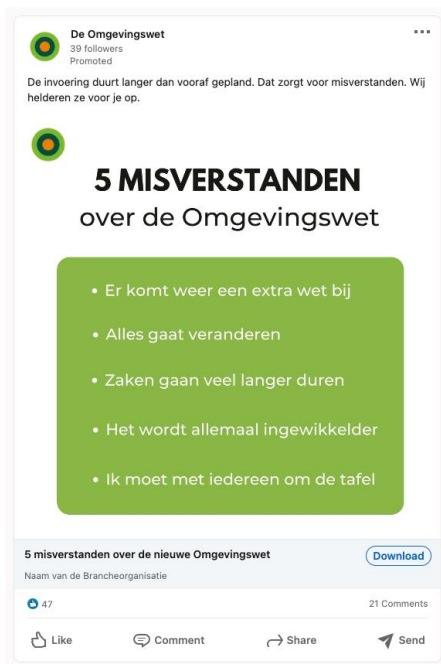 De Omgevingswet
39 followers
Promoted
De invoering duurt langer dan vooraf gepland. Dat zorgt voor misverstanden. Wij
helderen ze voor je op.
5 MISVERSTANDEN
over de Omgevingswet
• Er komt weer een extra wet bij
• Alles gaat veranderen
• Zaken gaan veel langer duren
• Het wordt allemaal ingewikkelder
• Ik moet met iedereen om de tafel
5 misverstanden over de nieuwe Omgevingswet
Download
Naam van de Brancheorganisatie
47
21 Comments
Like
Comment
Share
Send